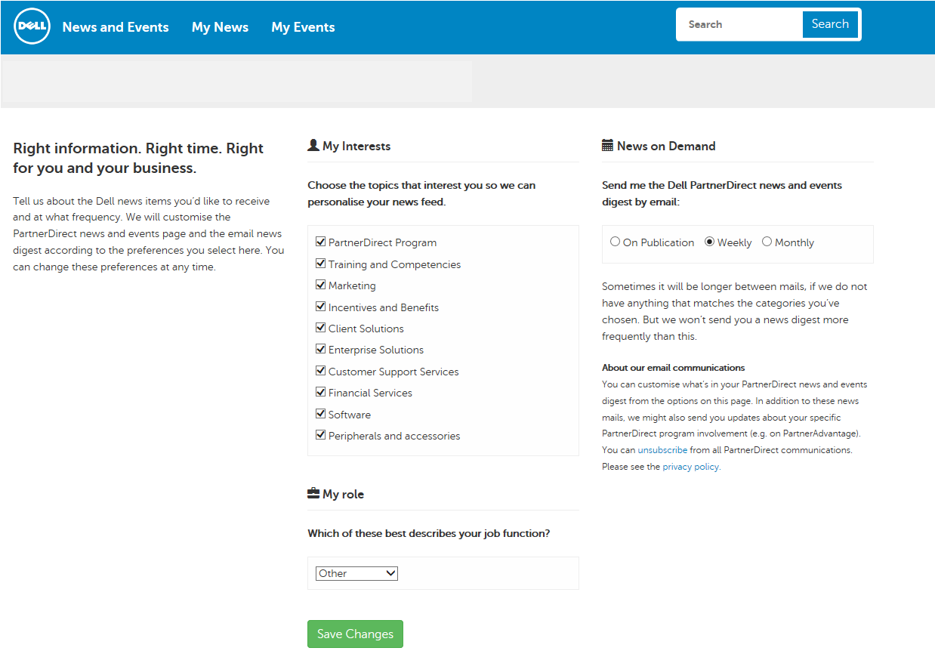 DELL
News and Events
My News
My Events
Search
Search
Right information. Right time. Right
for you and your business.
Tell us about the Dell news items you'd like to receive
and at what frequency. We will customise the
PartnerDirect news and events page and the email news
digest according to the preferences you select here. You
can change these preferences at any time.
My Interests
Choose the topics that interest you so we can
personalise your news feed.
PartnerDirect Program
Training and Competencies
Marketing
Incentives and Benefits
Client Solutions
Enterprise Solutions
Customer Support Services
Financial Services
Software
Peripherals and accessories
My role
Which of these best describes your job function?
Other
Save Changes
News on Demand
Send me the Dell PartnerDirect news and events
digest by email:
On Publication Weekly Monthly
Sometimes it will be longer between mails, if we do not
have anything that matches the categories you've
chosen. But we won't send you a news digest more
frequently than this.
About our email communications
You can customise what's in your PartnerDirect news and events
digest from the options on this page. In addition to these news
mails, we might also send you updates about your specific
PartnerDirect program involvement (e.g. on PartnerAdvantage).
You can unsubscribe from all PartnerDirect communications.
Please see the privacy policy.